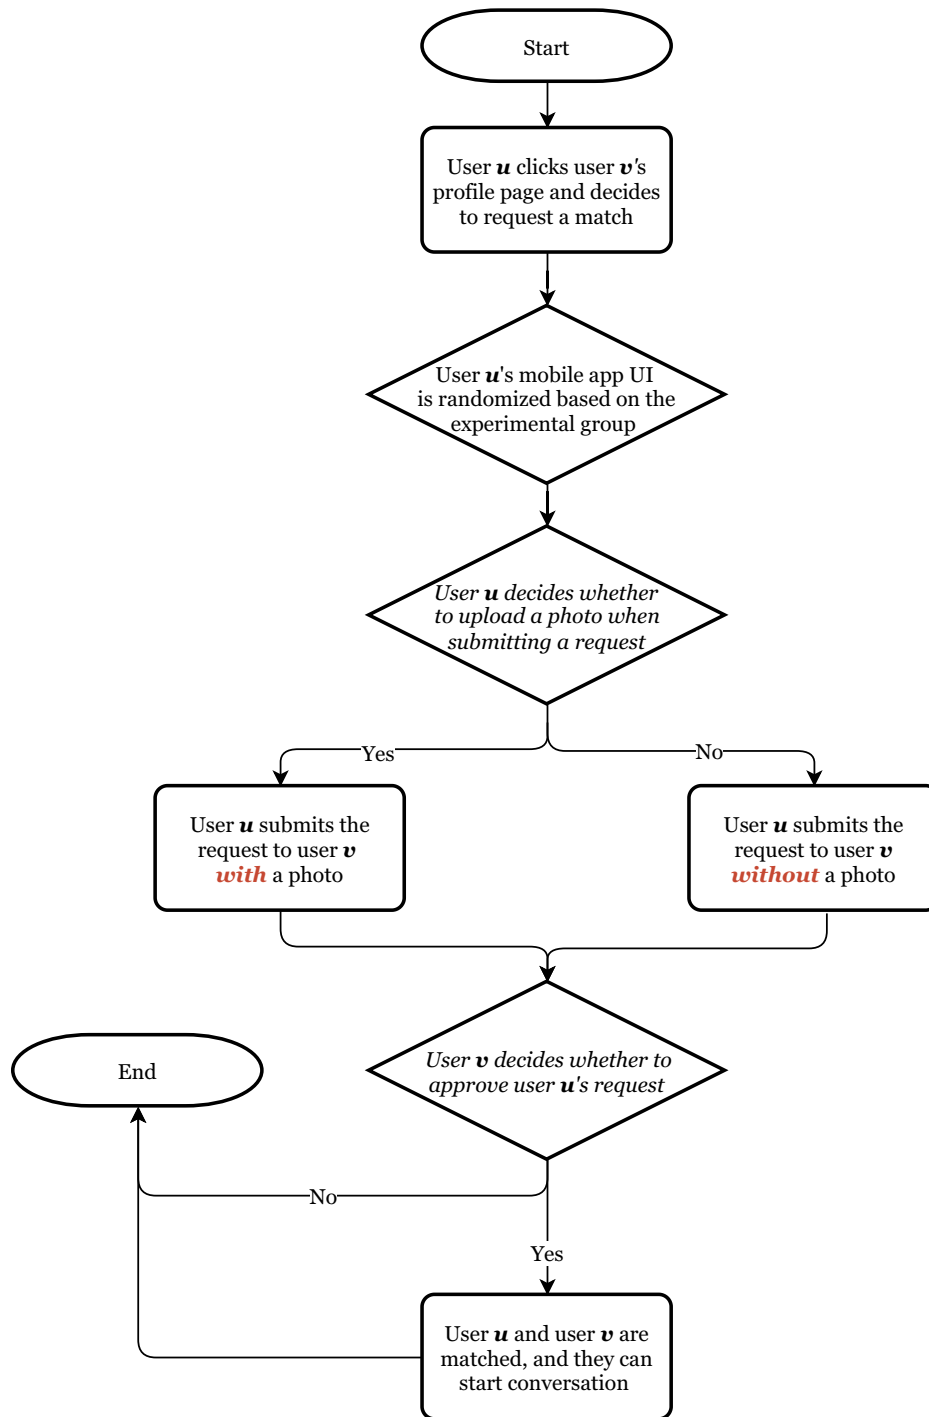 Start
User u clicks user v's
profile page and decides
to request a match
User u's mobile app UI
is randomized based on the
experimental group
User u decides whether
to upload a photo when
submitting a request
Yes
No
User u submits the
request to user v
with a photo
User u submits the
request to user v
without a photo
User v decides whether to
approve user u's request
End
No
Yes
User u and user v are
matched, and they can
start conversation